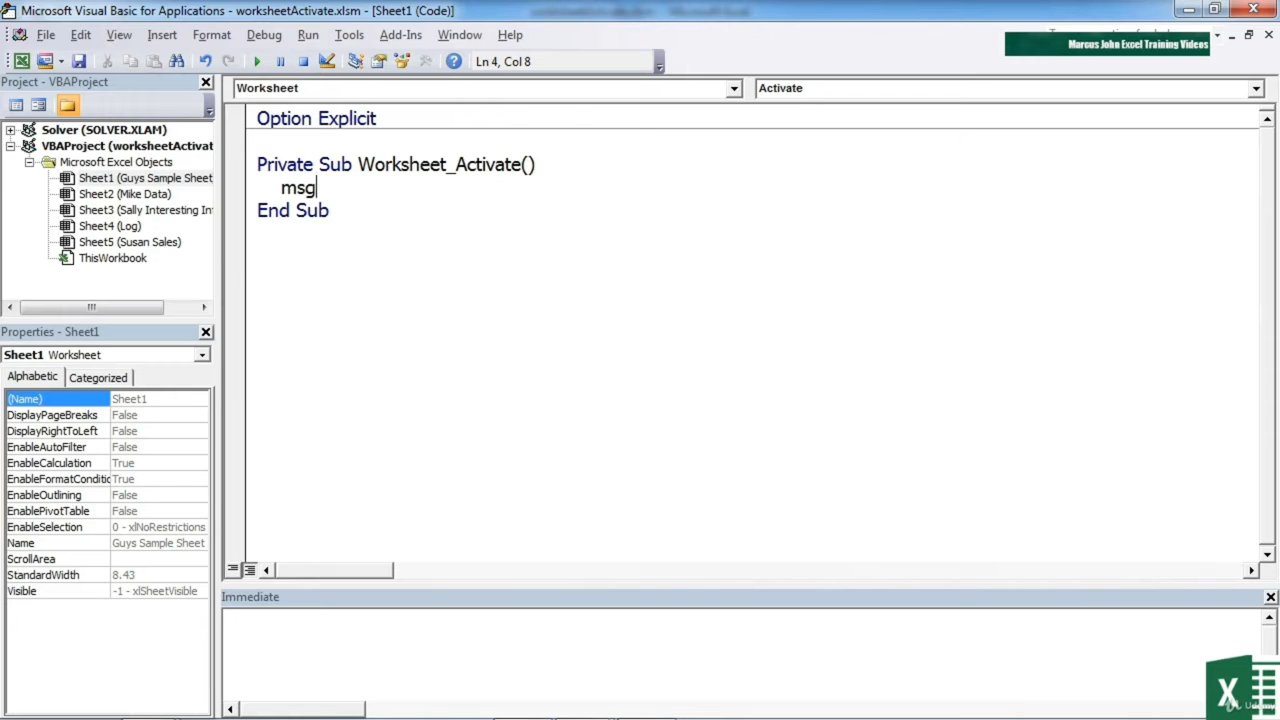 Microsoft Visual Basic for Applications - worksheetActivate.xlsm - [Sheet1 (Code)]
File Edit View Insert Format Debug Run Tools Add-Ins Window Help
Marcus John Excel Training Videos
Ln 4, Col 8
Project - VBAProject
Worksheet
Activate
Solver (SOLVER.XLAM)
VBAProject (worksheetActivat
Microsoft Excel Objects
Sheet1 (Guys Sample Sheet
Sheet2 (Mike Data)
Sheet3 (Sally Interesting In
Sheet4 (Log)
Sheet5 (Susan Sales)
ThisWorkbook
Option Explicit
Private Sub Worksheet_Activate()
msg
End Sub
Properties - Sheet1
Sheet1 Worksheet
Alphabetic Categorized
(Name) Sheet1
DisplayPageBreaks False
DisplayRightToLeft False
EnableAutoFilter False
EnableCalculation True
EnableFormatConditio True
EnableOutlining False
EnablePivotTable False
EnableSelection 0 - xlNoRestrictions
Name Guys Sample Sheet
ScrollArea
StandardWidth 8.43
Visible -1 - xlSheetVisible
Immediate
X
Udemy